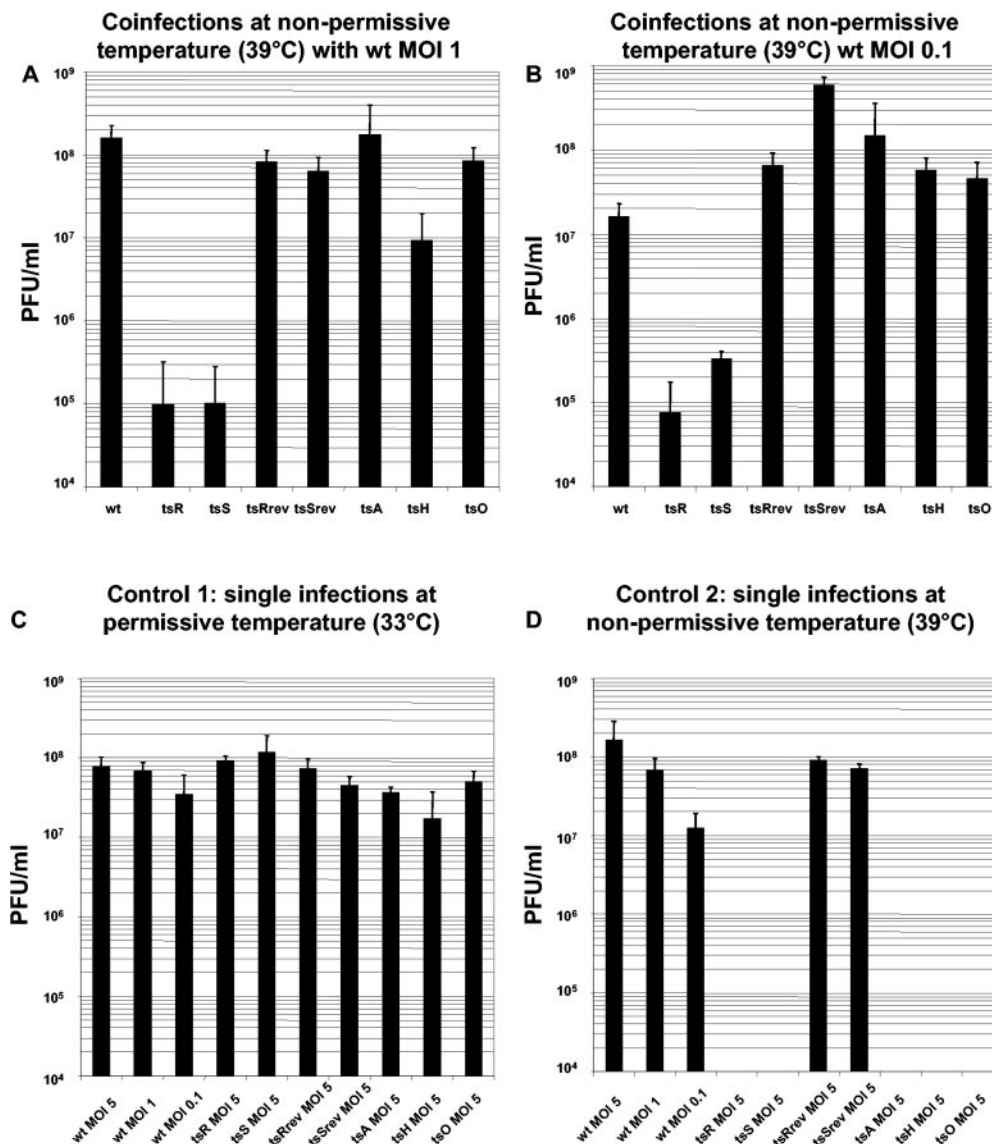 Coinfections at non-permissive
temperature (39°C) with wt MOI 1
A
10⁹
10⁸
10⁷
10⁶
10⁵
10⁴
PFU/ml
wt tsR tsS tsRrev tsSrev tsA tsH tsO
Coinfections at non-permissive
temperature (39°C) wt MOI 0.1
B
10⁹
10⁸
10⁷
10⁶
10⁵
10⁴
PFU/ml
wt tsR tsS tsRrev tsSrev tsA tsH tsO
Control 1: single infections at
permissive temperature (33°C)
C
10⁹
10⁸
10⁷
10⁶
10⁵
10⁴
PFU/ml
wt MOI 5
wt MOI 1
wt MOI 0.1
tsR MOI 5
tsS MOI 5
tsRrev MOI 5
tsSrev MOI 5
tsA MOI 5
tsH MOI 5
tsO MOI 5
Control 2: single infections at
non-permissive temperature (39°C)
D
10⁹
10⁸
10⁷
10⁶
10⁵
10⁴
PFU/ml
wt MOI 5
wt MOI 1
wt MOI 0.1
tsR MOI 5
tsS MOI 5
tsRrev MOI 5
tsSrev MOI 5
tsA MOI 5
tsH MOI 5
tsO MOI 5